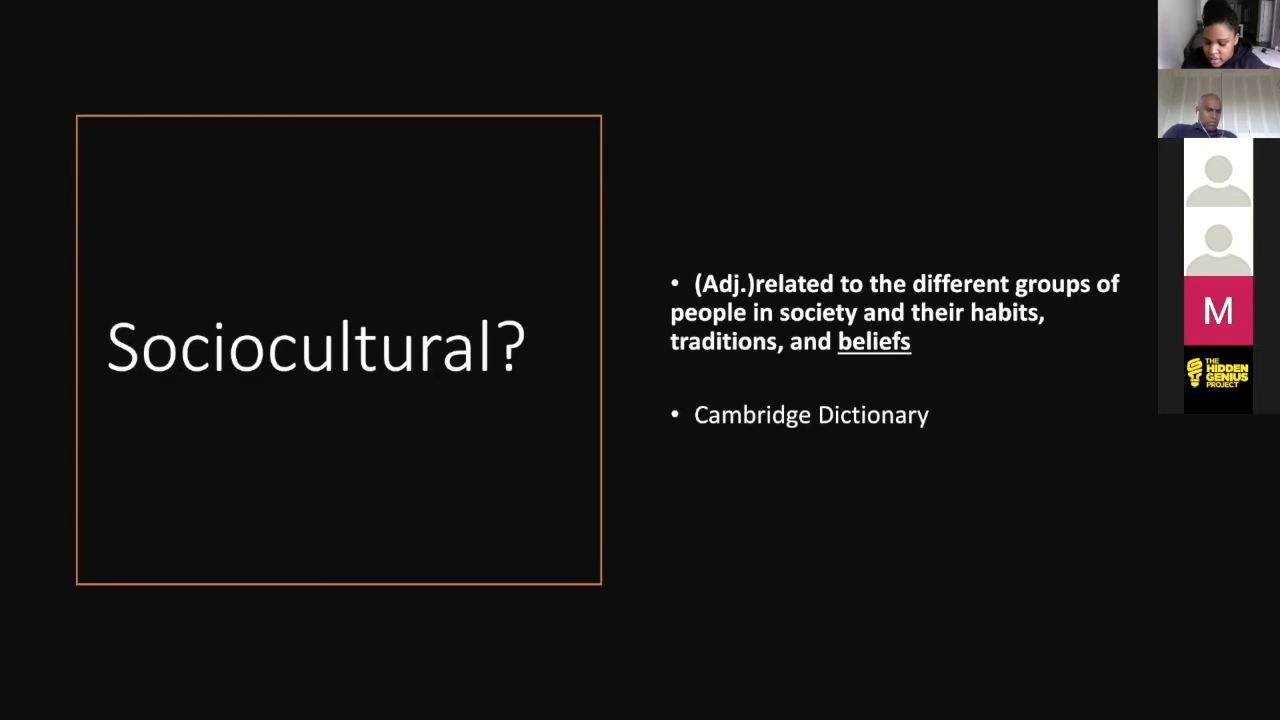 Sociocultural?
• (Adj.)related to the different groups of
people in society and their habits,
traditions, and beliefs
• Cambridge Dictionary
M
THE
HIDDEN
GENIUS
PROJECT